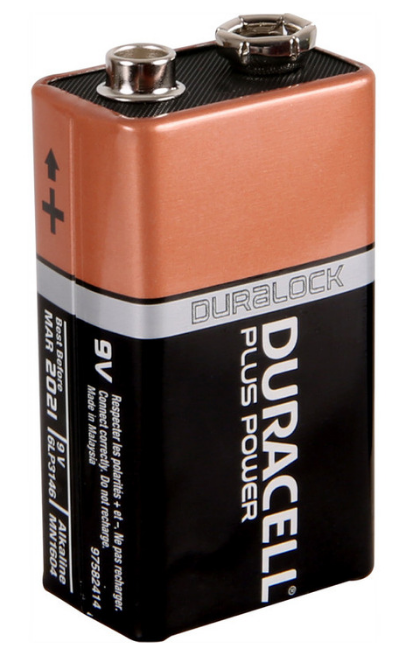 +
DURALOCK
DURACELL®
PLUS POWER
9V
Respecter les polarités + et -. Ne pas recharger.
Connect correctly. Do not recharge.
Made in Malaysia
97582414
Best Before
MAR 2021
9 V
6LP3146
Alkaline
MN1604